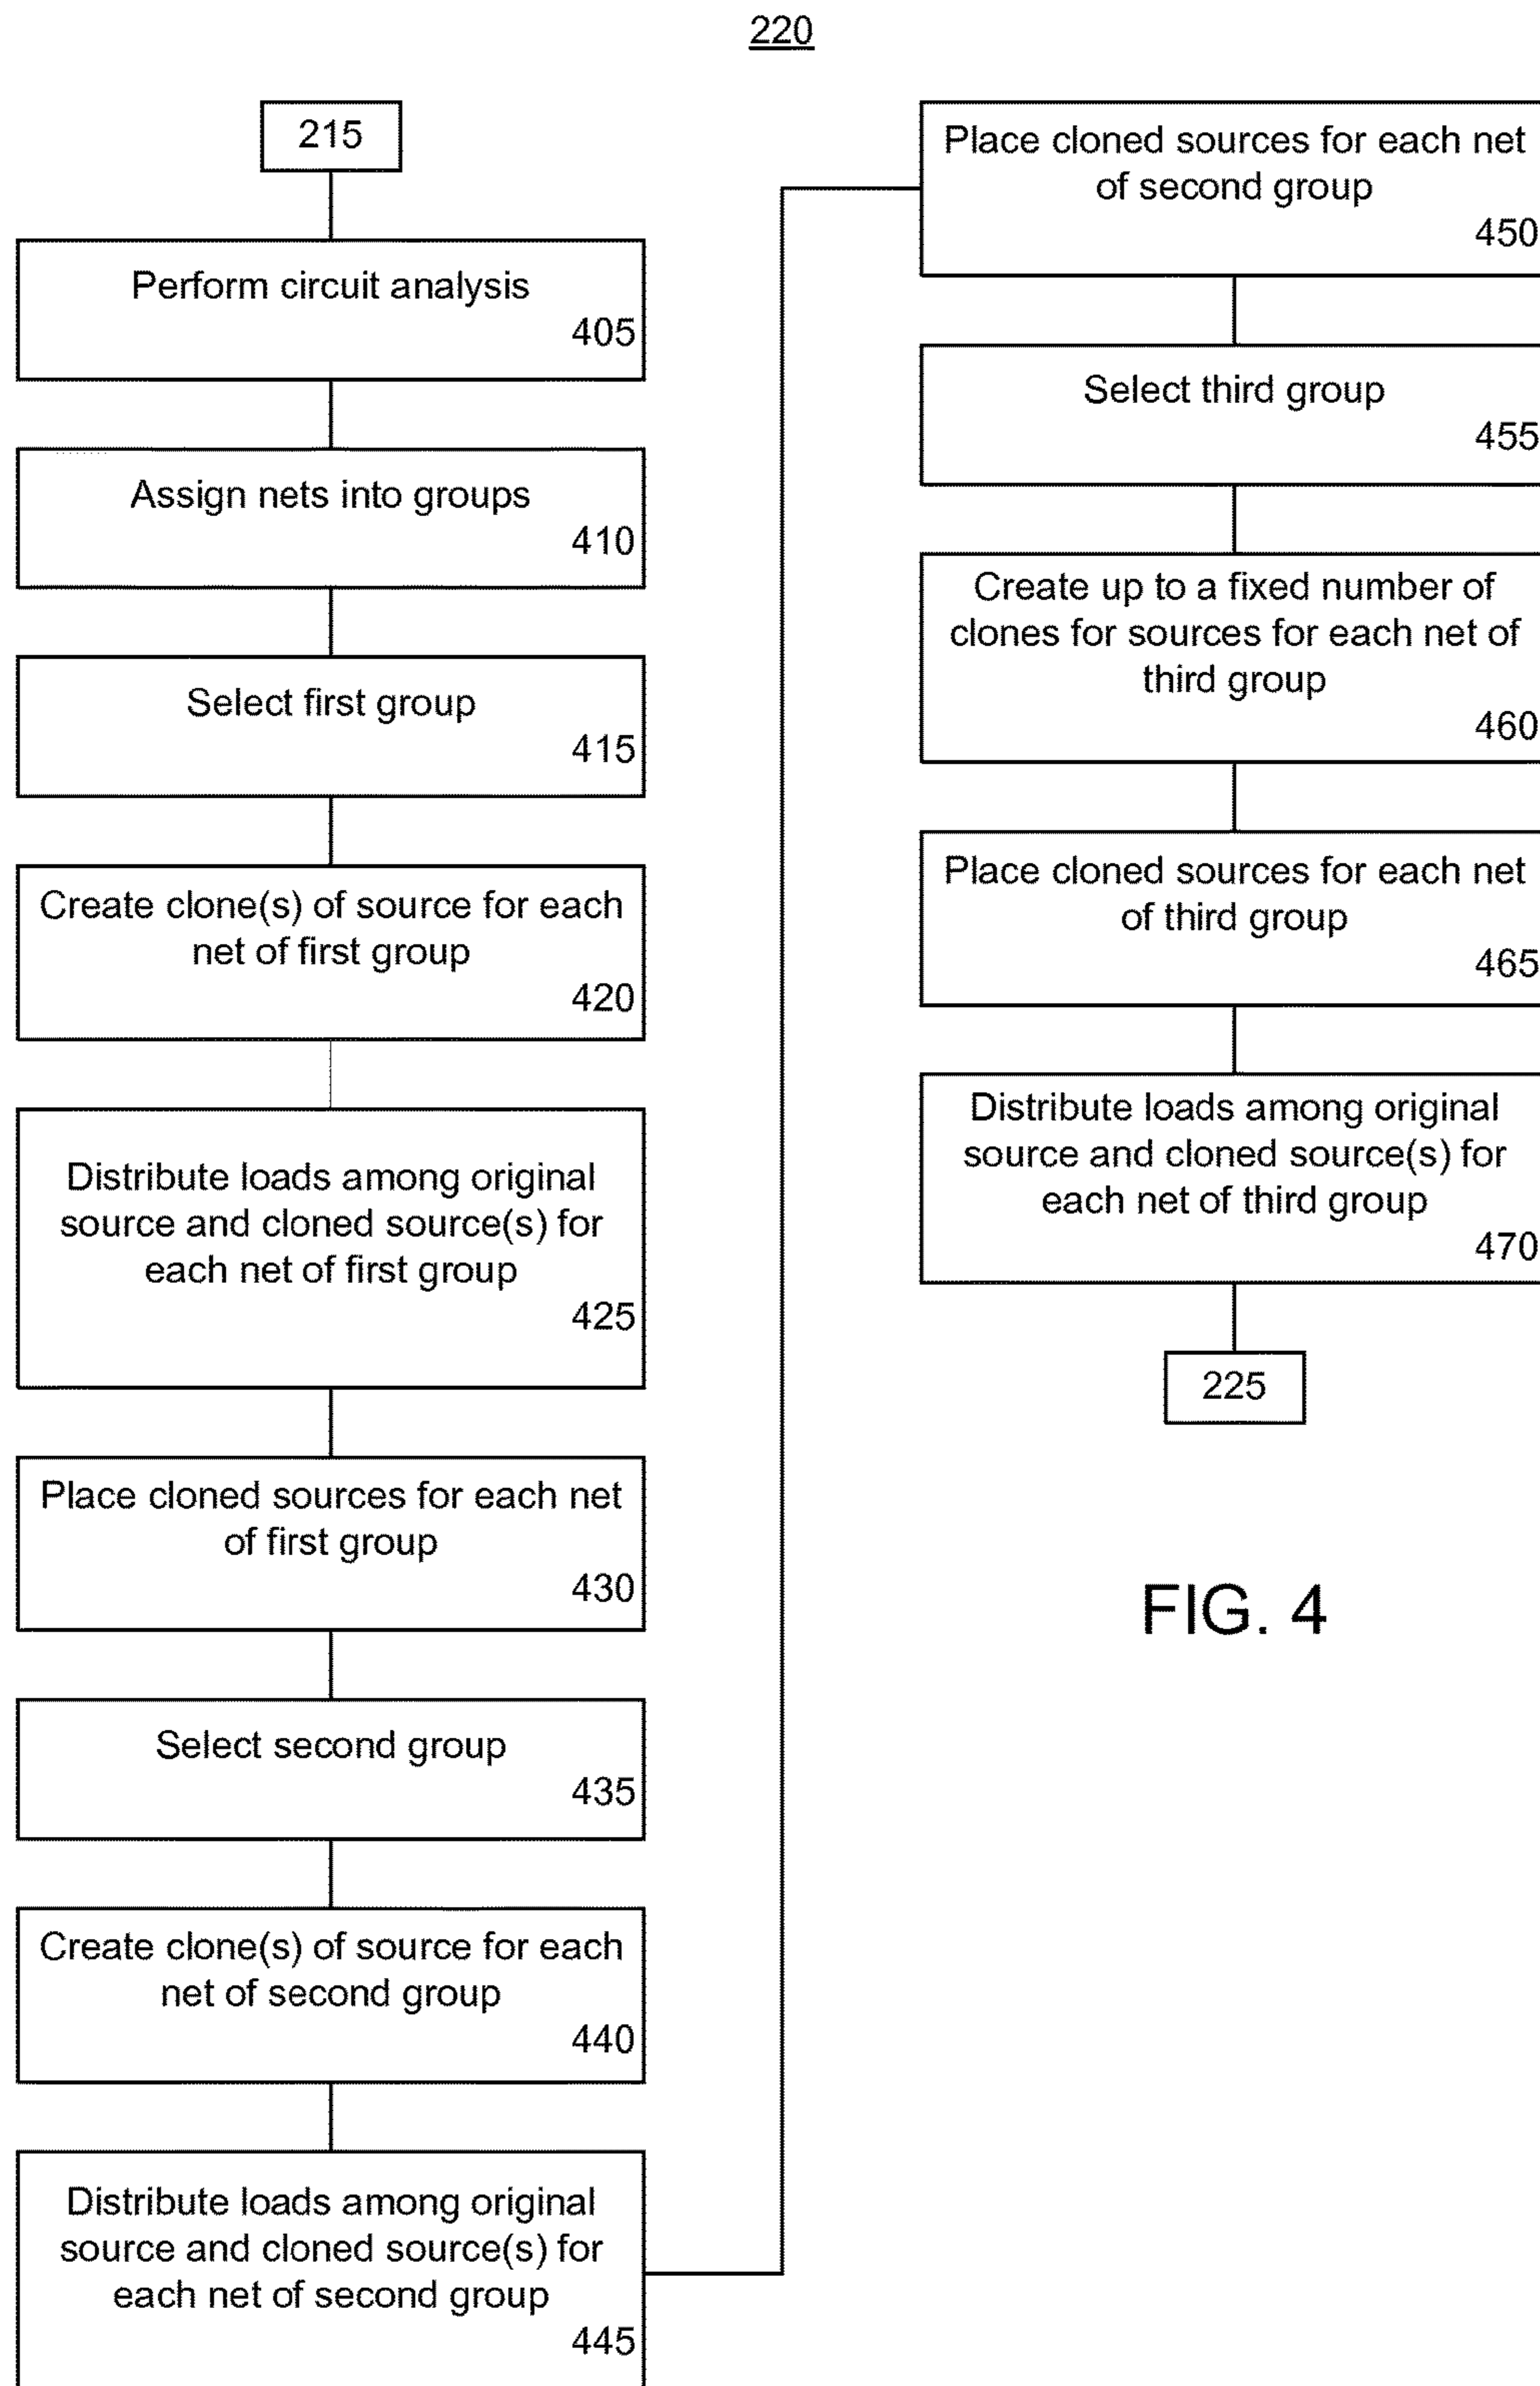 220
215
Perform circuit analysis
405
Assign nets into groups
410
Select first group
415
Create clone(s) of source for each
net of first group
420
Distribute loads among original
source and cloned source(s) for
each net of first group
425
Place cloned sources for each net
of first group
430
Select second group
435
Create clone(s) of source for each
net of second group
440
Distribute loads among original
source and cloned source(s) for
each net of second group
445
Place cloned sources for each net
of second group
450
Select third group
455
Create up to a fixed number of
clones for sources for each net of
third group
460
Place cloned sources for each net
of third group
465
Distribute loads among original
source and cloned source(s) for
each net of third group
470
225
FIG. 4